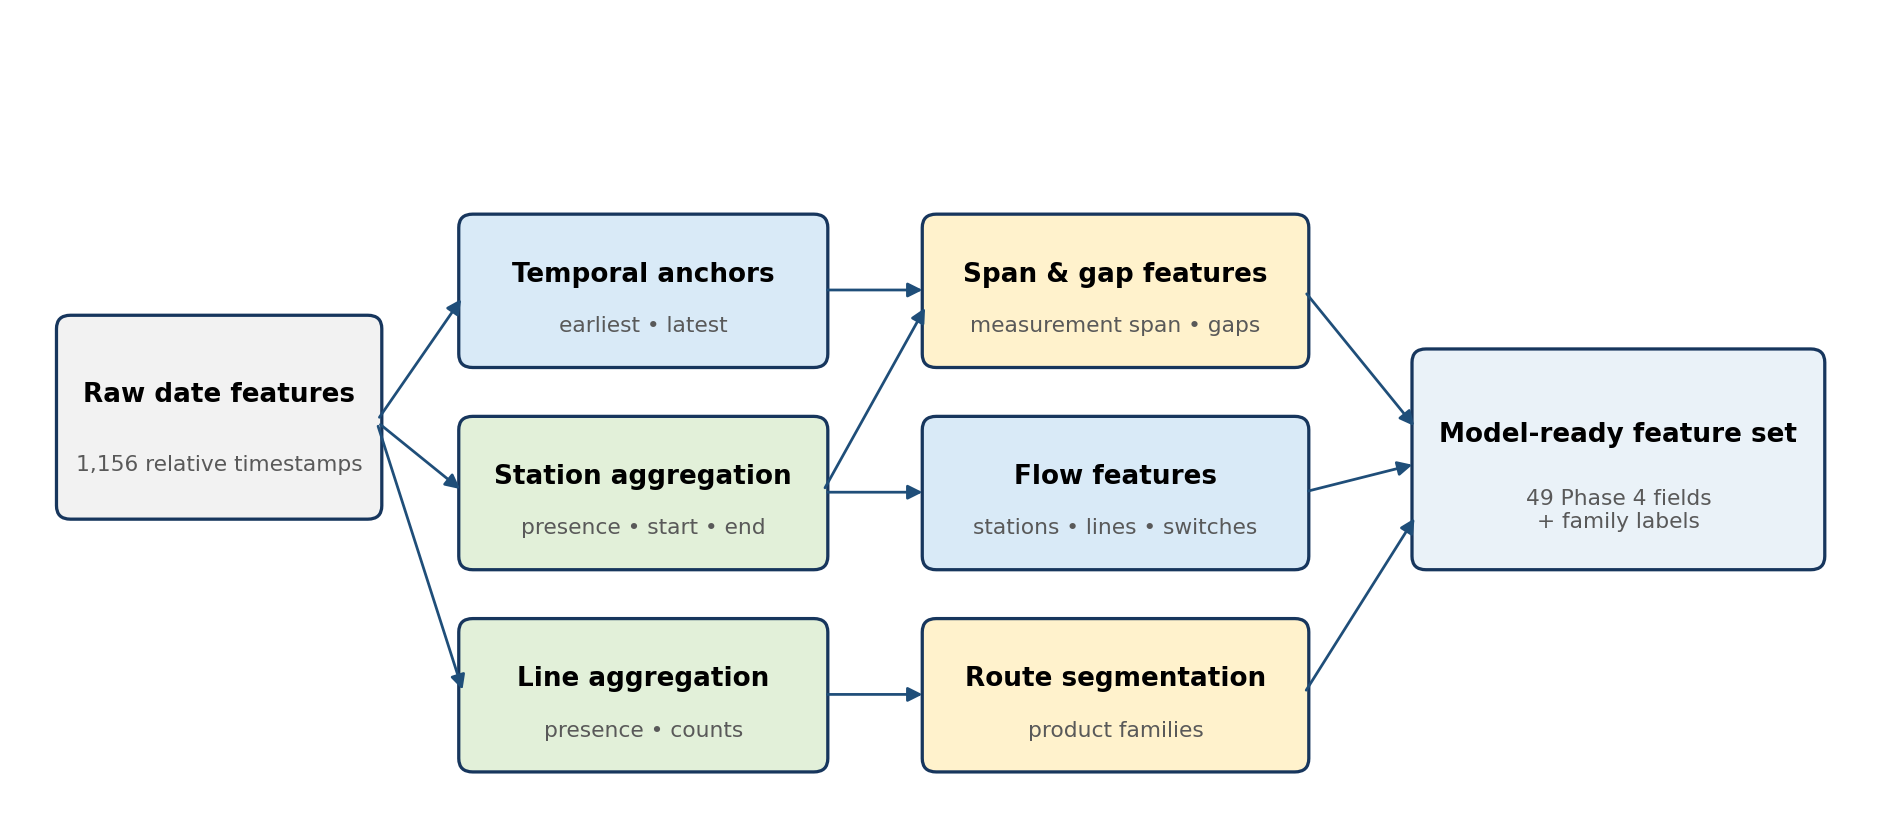 Raw date features
1,156 relative timestamps
Temporal anchors
earliest • latest
Station aggregation
presence • start • end
Line aggregation
presence • counts
Span & gap features
measurement span • gaps
Flow features
stations • lines • switches
Route segmentation
product families
Model-ready feature set
49 Phase 4 fields
+ family labels